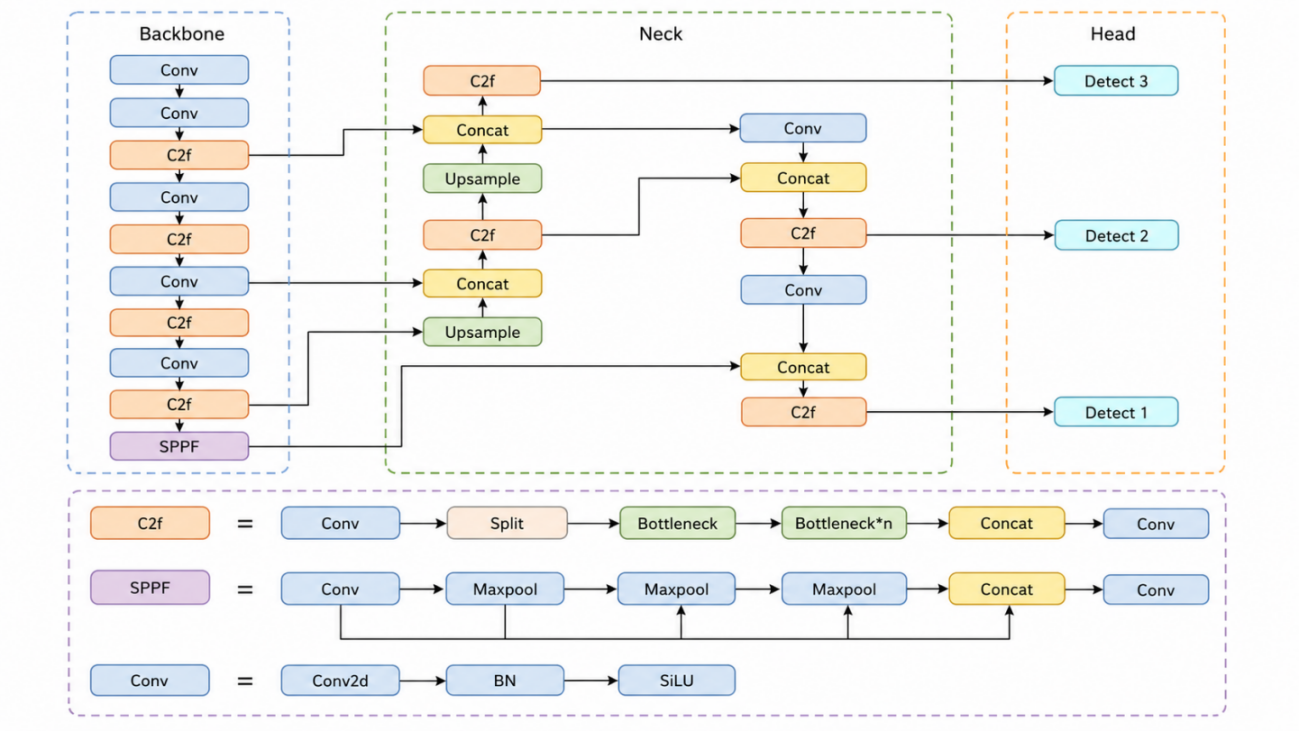 Backbone
Conv
Conv
C2f
Conv
C2f
Conv
C2f
Conv
C2f
SPPF
Neck
C2f
Concat
Upsample
C2f
Concat
Upsample
Conv
Concat
C2f
Conv
Concat
C2f
Head
Detect 3
Detect 2
Detect 1
C2f = Conv Split Bottleneck Bottleneck*n Concat Conv
SPPF = Conv Maxpool Maxpool Maxpool Concat Conv
Conv = Conv2d BN SiLU